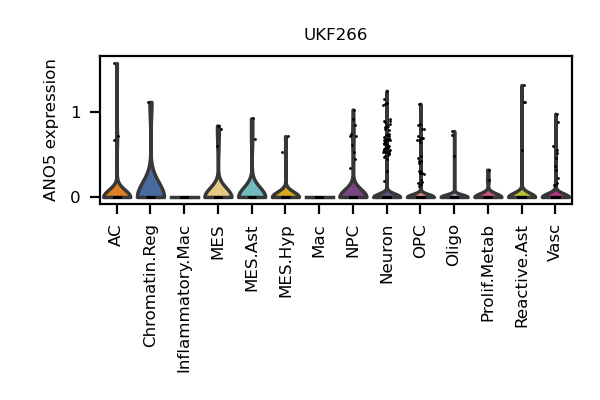 UKF266
ANO5 expression
1
0
AC
Chromatin.Reg
Inflammatory.Mac
MES
MES.Ast
MES.Hyp
Mac
NPC
Neuron
OPC
Oligo
Prolif.Metab
Reactive.Ast
Vasc